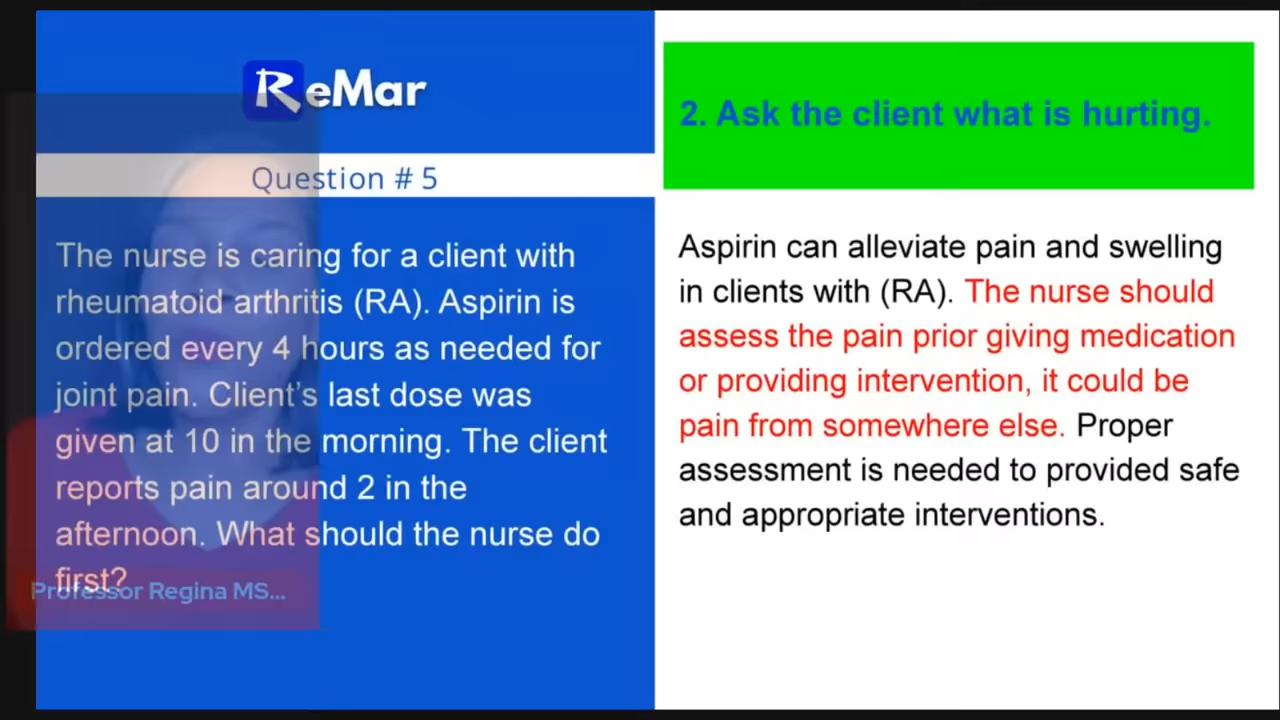 ReMar
Question # 5
The nurse is caring for a client with
rheumatoid arthritis (RA). Aspirin is
ordered every 4 hours as needed for
joint pain. Client's last dose was
given at 10 in the morning. The client
reports pain around 2 in the
afternoon. What should the nurse do
first?
Professor Regina MS...
2. Ask the client what is hurting.
Aspirin can alleviate pain and swelling
in clients with (RA). The nurse should
assess the pain prior giving medication
or providing intervention, it could be
pain from somewhere else. Proper
assessment is needed to provided safe
and appropriate interventions.